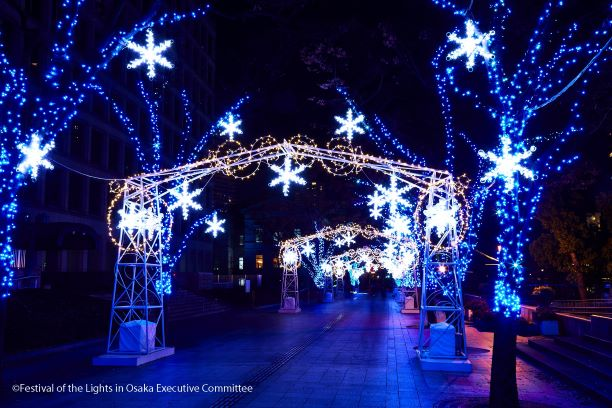 ©Festival of the Lights in Osaka Executive Committee